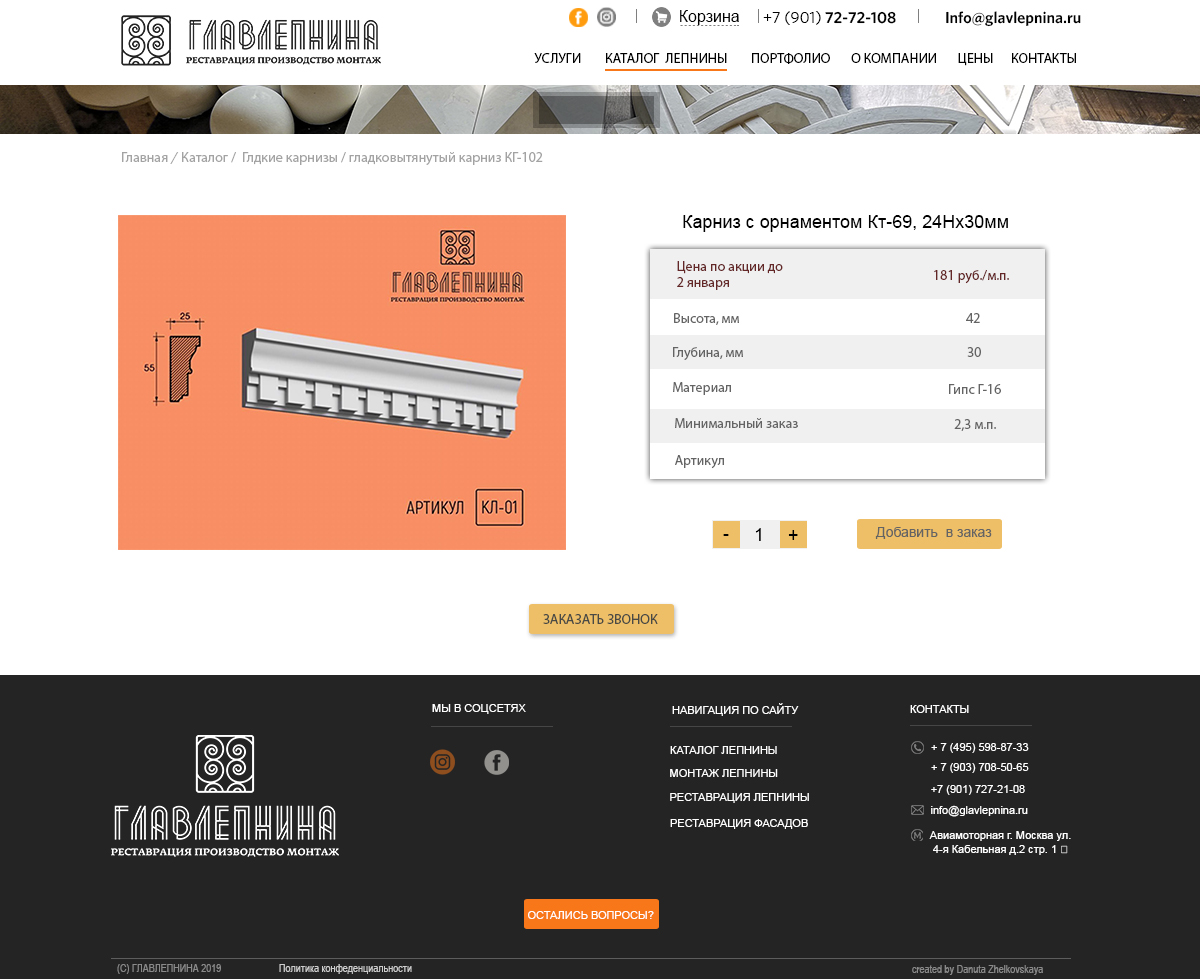 ГЛАВЛЕПНИНА
РЕСТАВРАЦИЯ ПРОИЗВОДСТВО МОНТАЖ
Корзина
+7 (901) 72-72-108
Info@glavlepnina.ru
УСЛУГИ КАТАЛОГ ЛЕПНИНЫ ПОРТФОЛИО О КОМПАНИИ ЦЕНЫ КОНТАКТЫ
Главная / Каталог / Глдкие карнизы / гладковытянутый карниз КГ-102
ГЛАВЛЕПНИНА
РЕСТАВРАЦИЯ ПРОИЗВОДСТВО МОНТАЖ
25
55
АРТИКУЛ КЛ-01
Карниз с орнаментом Кт-69, 24Hx30мм
Цена по акции до
2 января
181 руб./м.п.
Высота, мм 42
Глубина, мм 30
Материал Гипс Г-16
Минимальный заказ 2,3 м.п.
Артикул
- 1 +
Добавить в заказ
ЗАКАЗАТЬ ЗВОНОК
ГЛАВЛЕПНИНА
РЕСТАВРАЦИЯ ПРОИЗВОДСТВО МОНТАЖ
МЫ В СОЦСЕТЯХ
НАВИГАЦИЯ ПО САЙТУ
КАТАЛОГ ЛЕПНИНЫ
МОНТАЖ ЛЕПНИНЫ
РЕСТАВРАЦИЯ ЛЕПНИНЫ
РЕСТАВРАЦИЯ ФАСАДОВ
КОНТАКТЫ
+ 7 (495) 598-87-33
+ 7 (903) 708-50-65
+7 (901) 727-21-08
info@glavlepnina.ru
Авиамоторная г. Москва ул.
4-я Кабельная д.2 стр. 1
ОСТАЛИСЬ ВОПРОСЫ?
(С) ГЛАВЛЕПНИНА 2019
Политика конфеденциальности
created by Danuta Zhelkovskaya